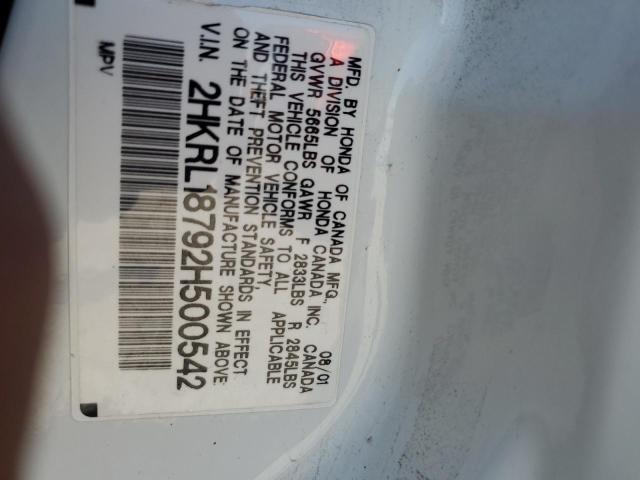 MFD. BY HONDA OF CANADA MFG., 08/01
A DIVISION OF HONDA CANADA INC. CANADA
GVWR 5665LBS GAWR F 2833LBS R 2845LBS
THIS VEHICLE CONFORMS TO ALL APPLICABLE
FEDERAL MOTOR VEHICLE SAFETY
AND THEFT PREVENTION STANDARDS IN EFFECT
ON THE DATE OF MANUFACTURE SHOWN ABOVE.
V.I.N. 2HKRL18792H500542
MPV